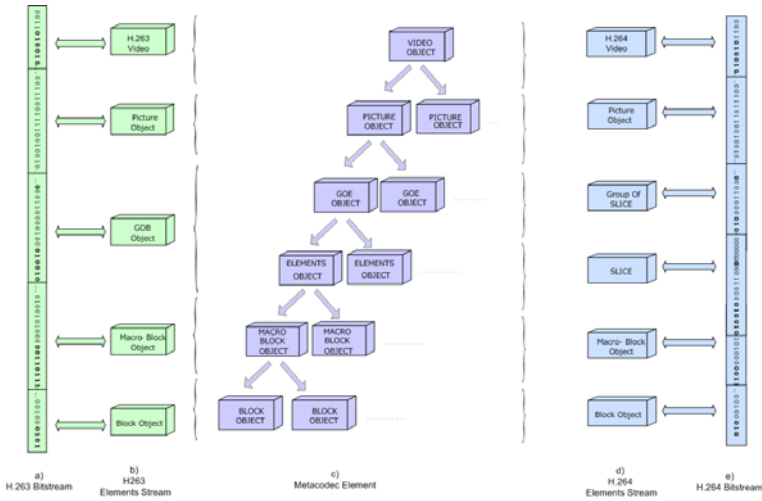 H.263
Video
Picture
Object
GOB
Object
Macro- Block
Object
Block Object
VIDEO
OBJECT
PICTURE
OBJECT
PICTURE
OBJECT
GOE
OBJECT
GOE
OBJECT
ELEMENTS
OBJECT
ELEMENTS
OBJECT
MACRO
BLOCK
OBJECT
MACRO
BLOCK
OBJECT
BLOCK
OBJECT
BLOCK
OBJECT
H.264
Video
Picture
Object
Group Of
SLICE
SLICE
Macro- Block
Object
Block Object
a)
H.263 Bitstream
b)
H263
Elements Stream
c)
Metacodec Element
d)
H.264
Elements Stream
e)
H.264 Bitstream